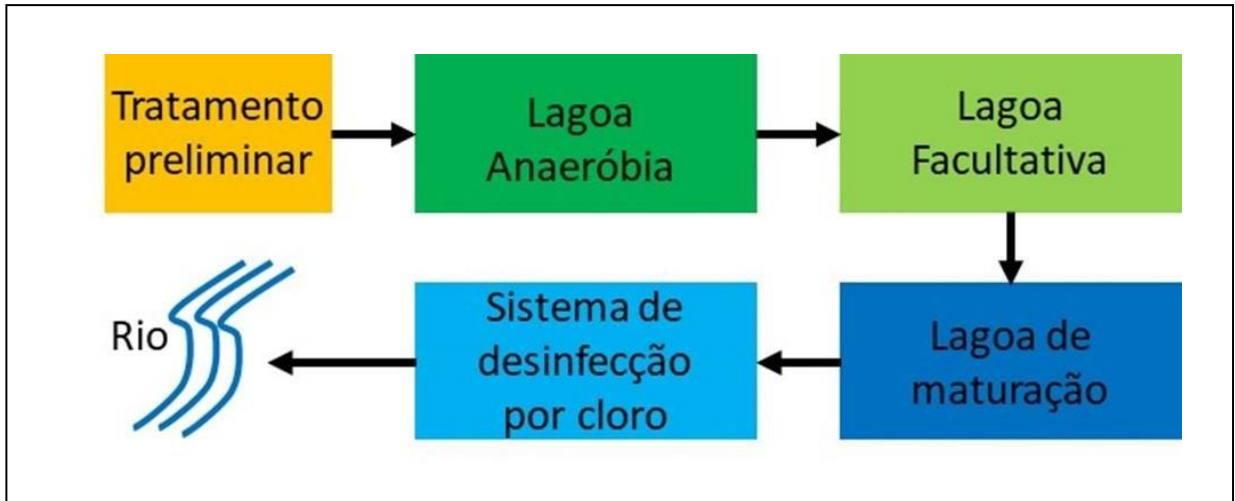 Tratamento
preliminar
Lagoa
Anaeróbia
Lagoa
Facultativa
Lagoa de
maturação
Sistema de
desinfecção
por cloro
Rio